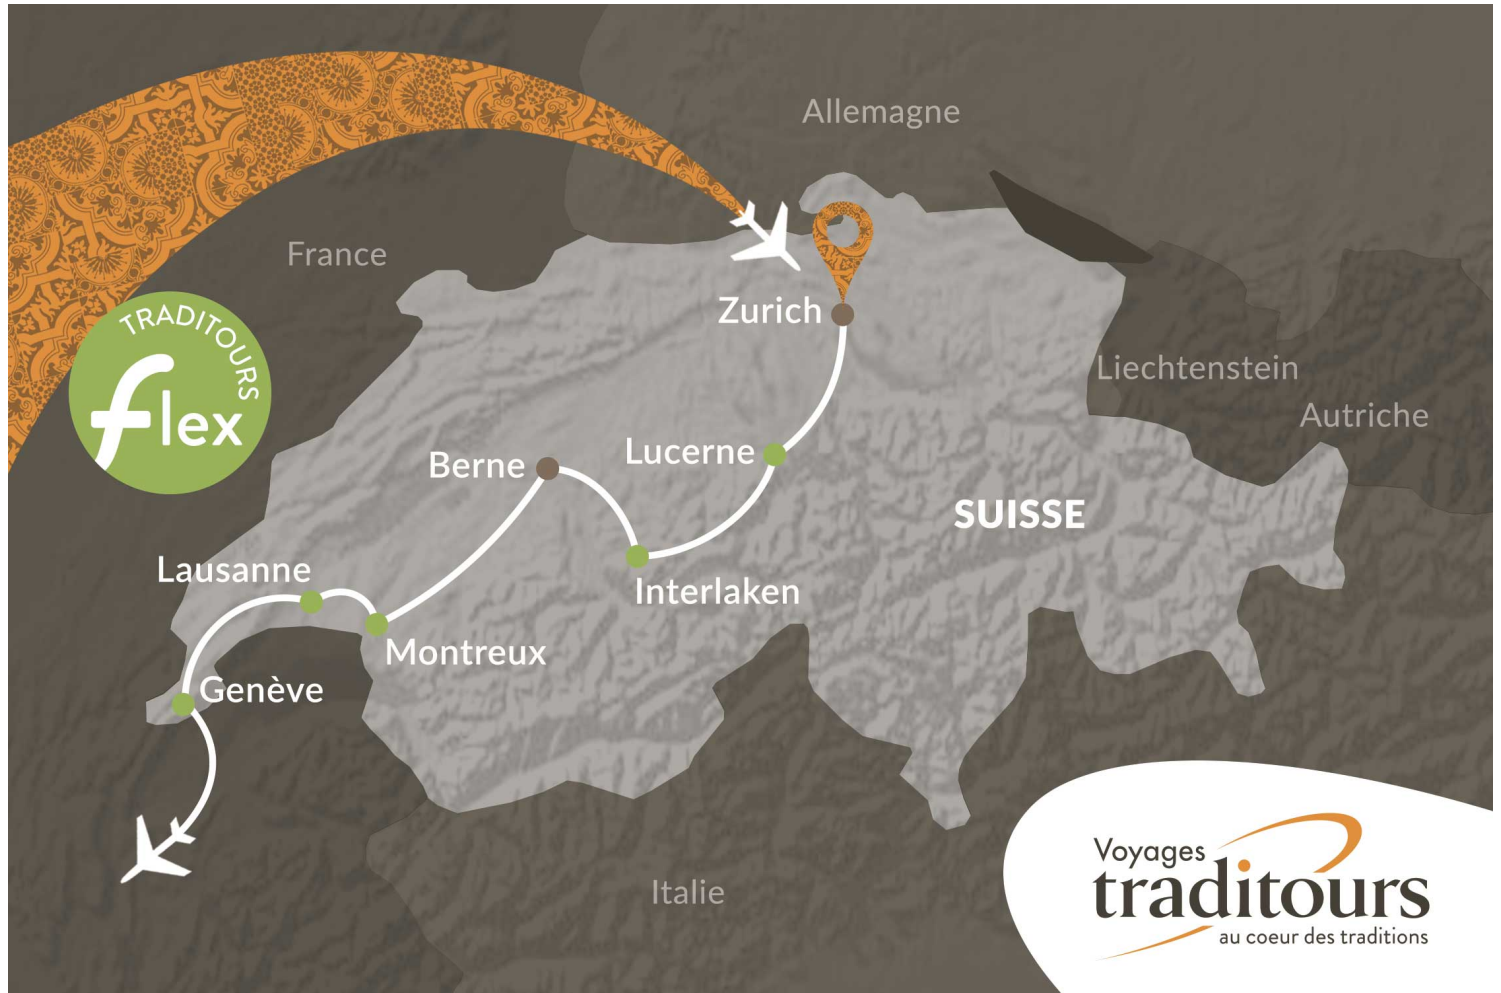 Allemagne
France
TRADITOURS
flex
Zurich
Liechtenstein
Autriche
Lucerne
Berne
SUISSE
Lausanne
Interlaken
Montreux
Genève
Italie
Voyages
traditours
au coeur des traditions